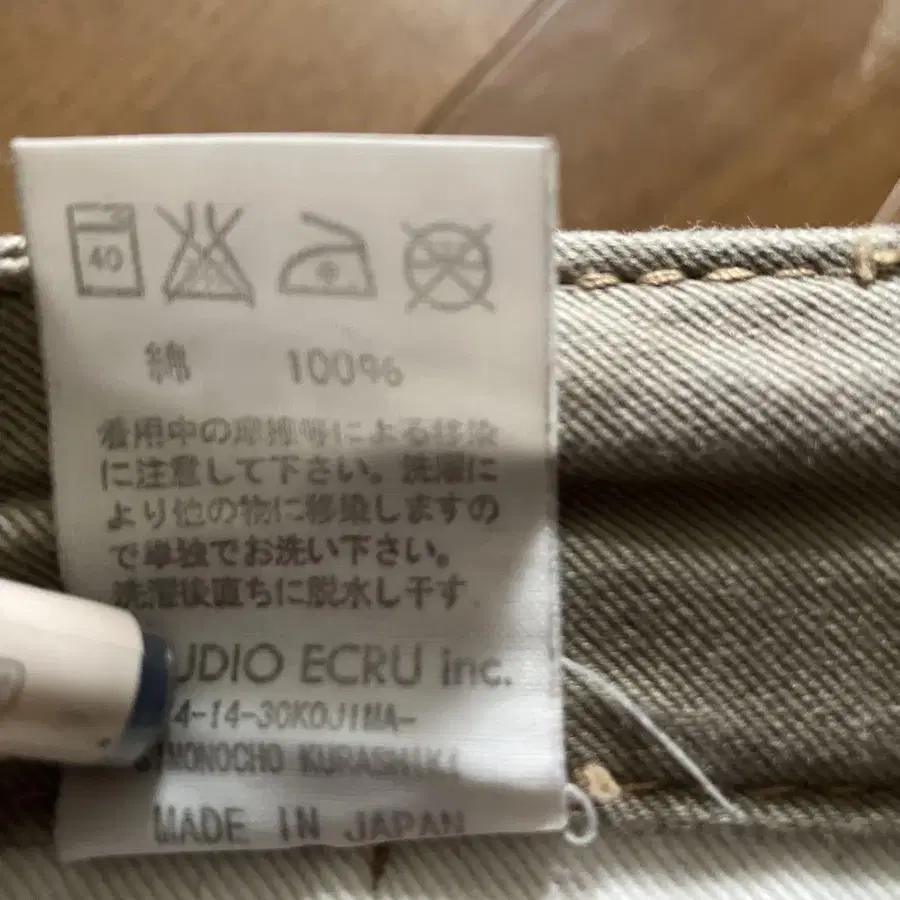 40
綿 100%
着用中の摩擦等による移染
に注意して下さい。洗濯に
より他の物に移染しますの
で単独でお洗い下さい。
洗濯後直ちに脱水し干す
UDIO ECRU inc.
4-14-30KOJIMA-
KURASHIKI
MADE IN JAPAN